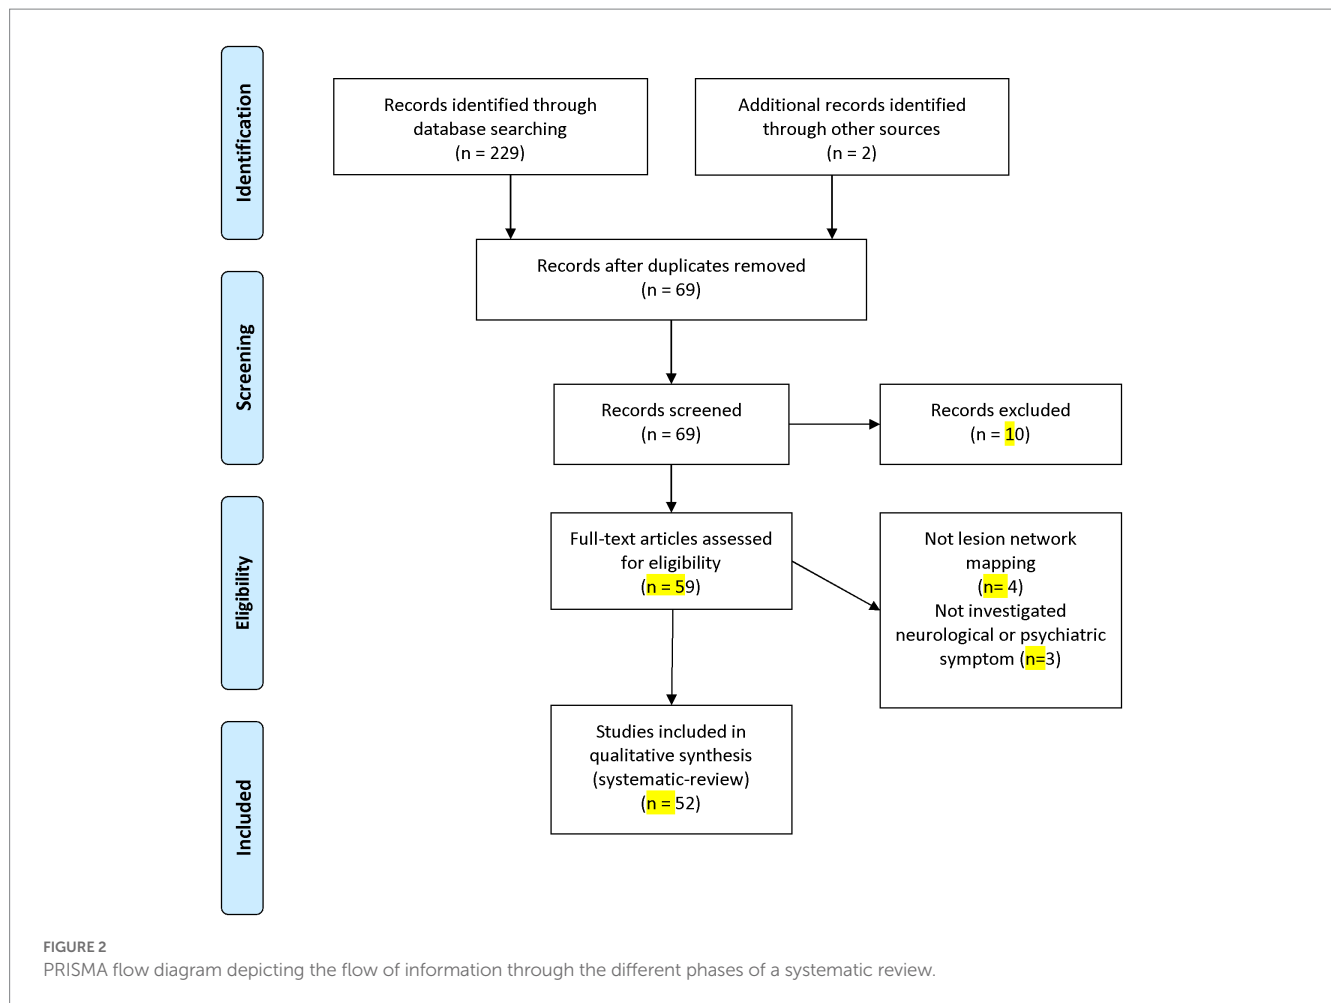 Identification
Records identified through
database searching
(n = 229)
Additional records identified
through other sources
(n = 2)
Records after duplicates removed
(n = 69)
Screening
Records screened
(n = 69)
Records excluded
(n = 10)
Eligibility
Full-text articles assessed
for eligibility
(n = 59)
Not lesion network
mapping
(n= 4)
Not investigated
neurological or psychiatric
symptom (n=3)
Included
Studies included in
qualitative synthesis
(systematic-review)
(n = 52)
FIGURE 2
PRISMA flow diagram depicting the flow of information through the different phases of a systematic review.